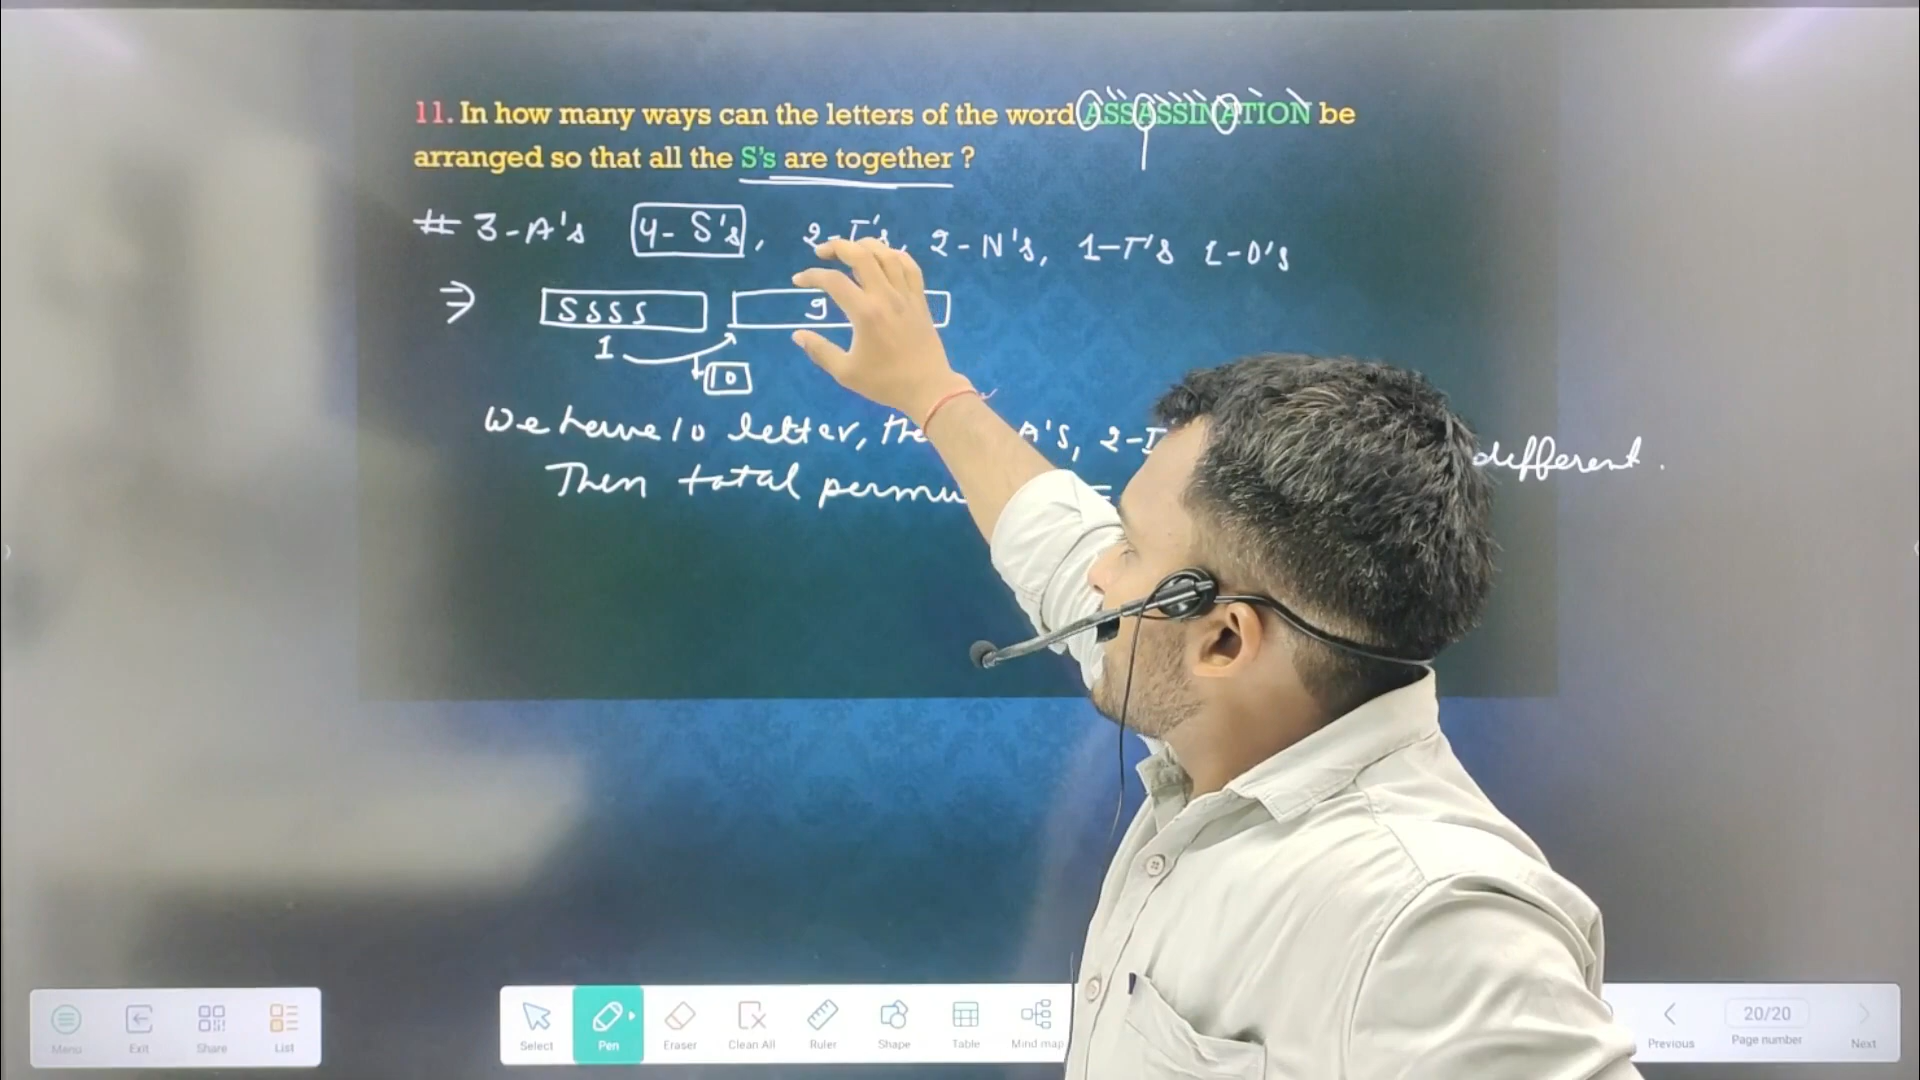 11. In how many ways can the letters of the word ASSASSINATION be
arranged so that all the S's are together ?
# 3-A's 4- S's, 2-I's, 2-N's, 1-T's 1-O's
⇒ SSSS 9
1 10
We have 10 letter, A's, 2-I different.
Then total =
Menu Exit Share List Select Pen Eraser Clean All Ruler Shape Table Mind map Previous 20/20 Page number Next